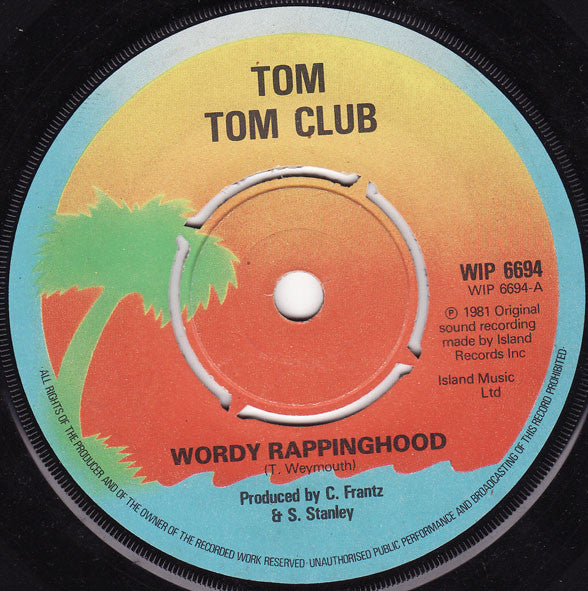 TOM
TOM CLUB
WIP 6694
WIP 6694-A
℗ 1981 Original
sound recording
made by Island
Records Inc
Island Music
Ltd
WORDY RAPPINGHOOD
(T. Weymouth)
Produced by C. Frantz
& S. Stanley
ALL RIGHTS OF THE PRODUCER AND OF THE OWNER OF THE RECORDED WORK RESERVED · UNAUTHORISED PUBLIC PERFORMANCE AND BROADCASTING OF THIS RECORD PROHIBITED·